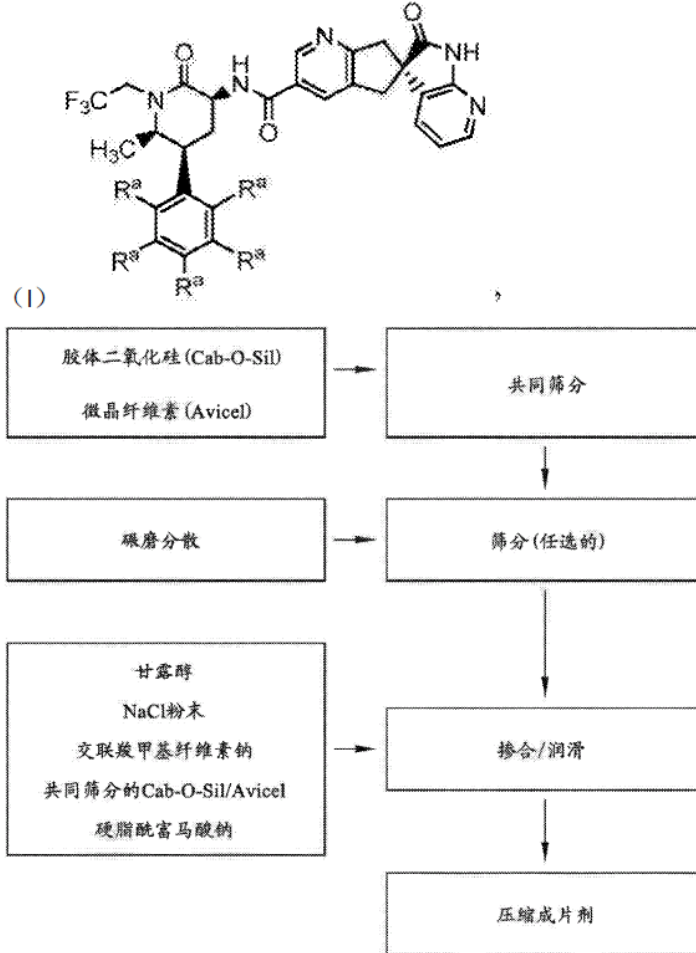 N
O
NH
O
H
N
O
F₃C
N
N
O
H₃C
Rᵃ
Rᵃ
Rᵃ
Rᵃ
Rᵃ
(I)
,
胶体二氧化硅(Cab-O-Sil)
微晶纤维素(Avicel)
共同筛分
碾磨分散
筛分(任选的)
甘露醇
NaCl粉末
交联羧甲基纤维素钠
共同筛分的Cab-O-Sil/Avicel
硬脂酰富马酸钠
掺合/润滑
压缩成片剂